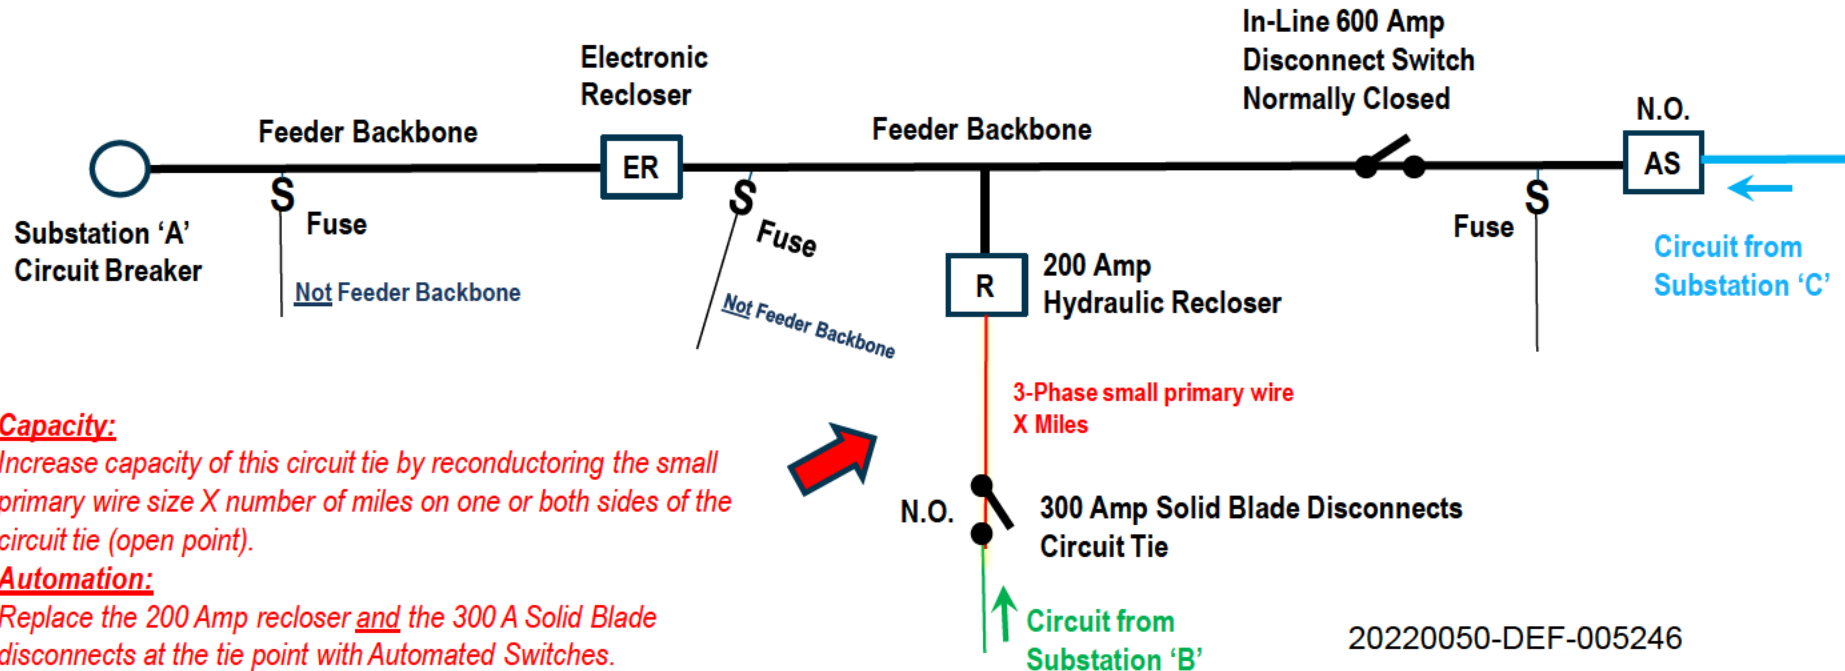 In-Line 600 Amp
Disconnect Switch
Normally Closed
Electronic
Recloser
N.O.
Feeder Backbone
Feeder Backbone
ER
AS
S
Fuse
S
Fuse
S
Fuse
Substation ‘A’
Circuit Breaker
Not Feeder Backbone
Not Feeder Backbone
R
200 Amp
Hydraulic Recloser
Circuit from
Substation ‘C’
3-Phase small primary wire
X Miles
Capacity:
Increase capacity of this circuit tie by reconductoring the small
primary wire size X number of miles on one or both sides of the
circuit tie (open point).
Automation:
Replace the 200 Amp recloser and the 300 A Solid Blade
disconnects at the tie point with Automated Switches.
N.O.
300 Amp Solid Blade Disconnects
Circuit Tie
Circuit from
Substation ‘B’
20220050-DEF-005246